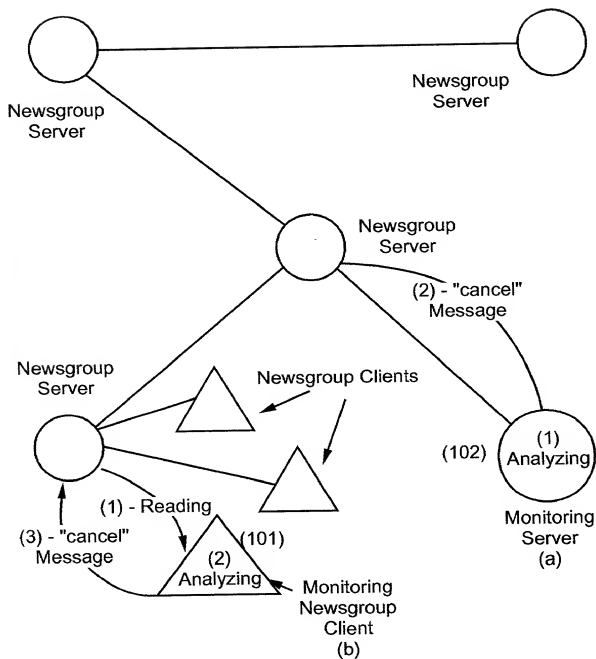 Newsgroup
Server
Newsgroup
Server
Newsgroup
Server
(2) - "cancel"
Message
Newsgroup
Server
Newsgroup Clients
(102)
(1)
Analyzing
Monitoring
Server
(a)
(1) - Reading
(3) - "cancel"
Message
(101)
(2)
Analyzing
Monitoring
Newsgroup
Client
(b)